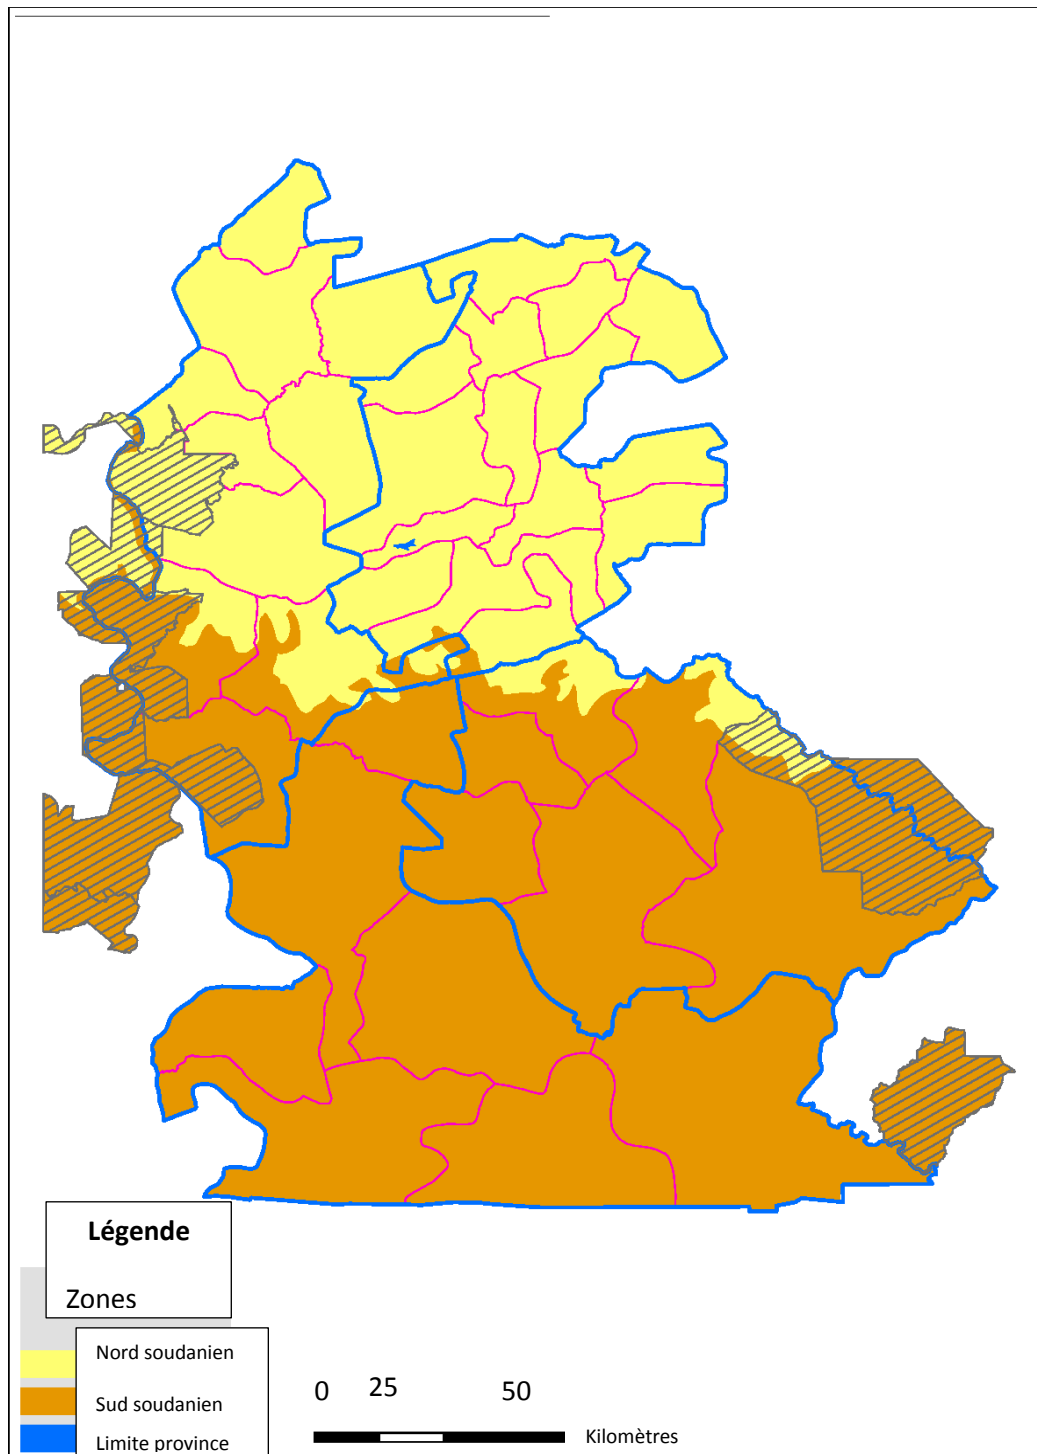 Légende
Zones
Nord soudanien
Sud soudanien
Limite province
0 25 50
Kilomètres